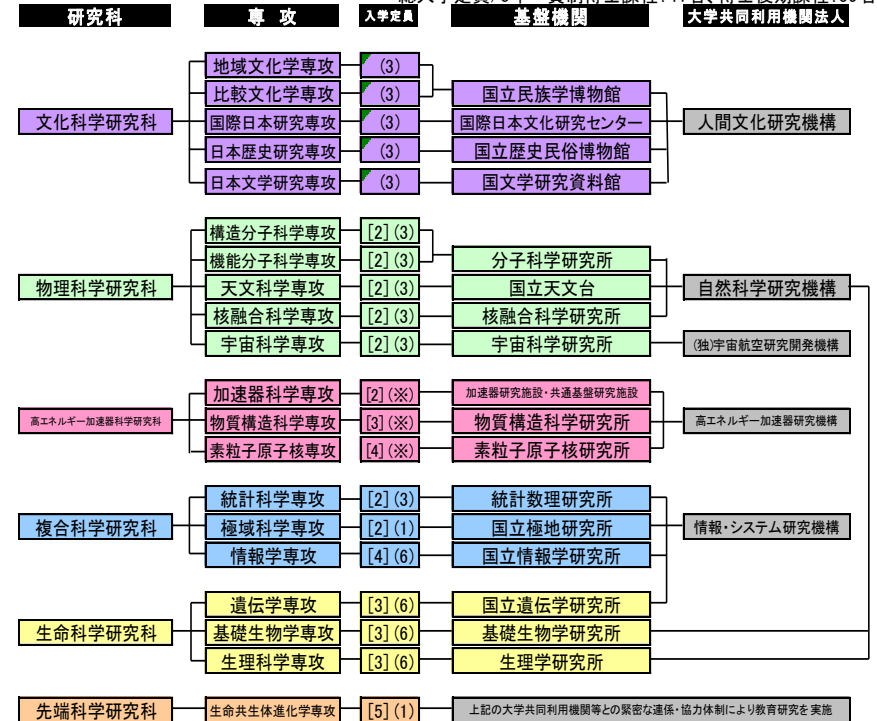 研究科 専 攻 入学定員 基盤機関 大学共同利用機関法人
地域文化学専攻 (3)
比較文化学専攻 (3) 国立民族学博物館
文化科学研究科 国際日本研究専攻 (3) 国際日本文化研究センター 人間文化研究機構
日本歴史研究専攻 (3) 国立歴史民俗博物館
日本文学研究専攻 (3) 国文学研究資料館
構造分子科学専攻 [2](3)
機能分子科学専攻 [2](3) 分子科学研究所
物理科学研究科 天文科学専攻 [2](3) 国立天文台 自然科学研究機構
核融合科学専攻 [2](3) 核融合科学研究所
宇宙科学専攻 [2](3) 宇宙科学研究所 (独)宇宙航空研究開発機構
加速器科学専攻 [2](※) 加速器研究施設・共通基盤研究施設
高エネルギー加速器科学研究科 物質構造科学専攻 [3](※) 物質構造科学研究所 高エネルギー加速器研究機構
素粒子原子核専攻 [4](※) 素粒子原子核研究所
統計科学専攻 [2](3) 統計数理研究所
複合科学研究科 極域科学専攻 [2](1) 国立極地研究所 情報・システム研究機構
情報学専攻 [4](6) 国立情報学研究所
遺伝学専攻 [3](6) 国立遺伝学研究所
生命科学研究科 基礎生物学専攻 [3](6) 基礎生物学研究所
生理科学専攻 [3](6) 生理学研究所
先端科学研究科 生命共生体進化学専攻 [5](1) 上記の大学共同利用機関等との緊密な連係・協力体制により教育研究を実施